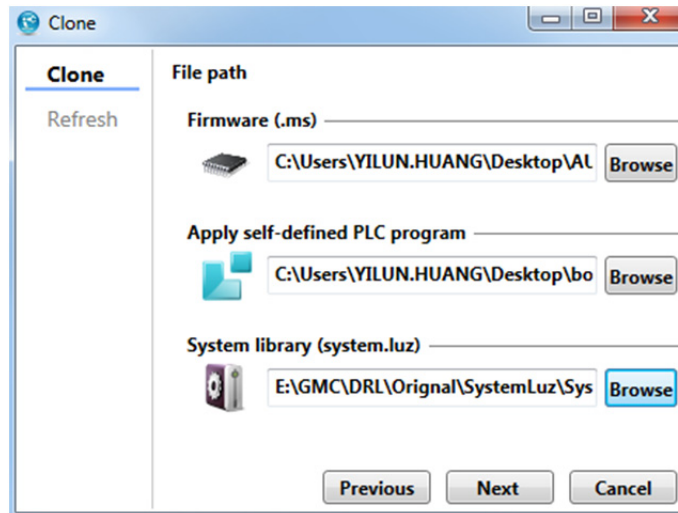 Clone
Clone
File path
Refresh
Firmware (.ms)
C:\Users\YILUN.HUANG\Desktop\AU
Browse
Apply self-defined PLC program
C:\Users\YILUN.HUANG\Desktop\bo
Browse
System library (system.luz)
E:\GMC\DRL\Orignal\SystemLuz\Sys
Browse
Previous
Next
Cancel